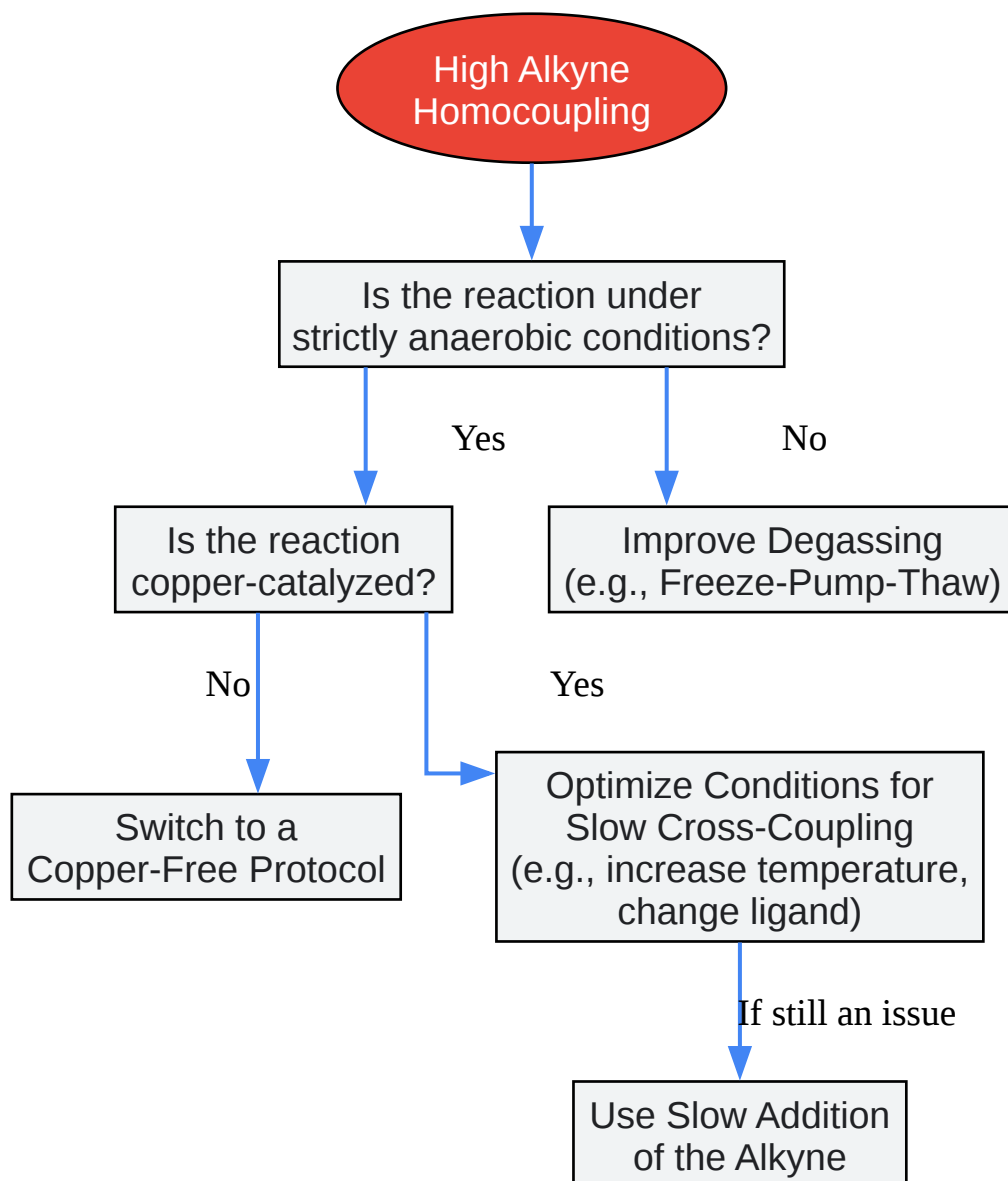 High Alkyne
Homocoupling
Is the reaction under
strictly anaerobic conditions?
Yes
No
Is the reaction
copper-catalyzed?
Improve Degassing
(e.g., Freeze-Pump-Thaw)
No
Yes
Switch to a
Copper-Free Protocol
Optimize Conditions for
Slow Cross-Coupling
(e.g., increase temperature,
change ligand)
If still an issue
Use Slow Addition
of the Alkyne